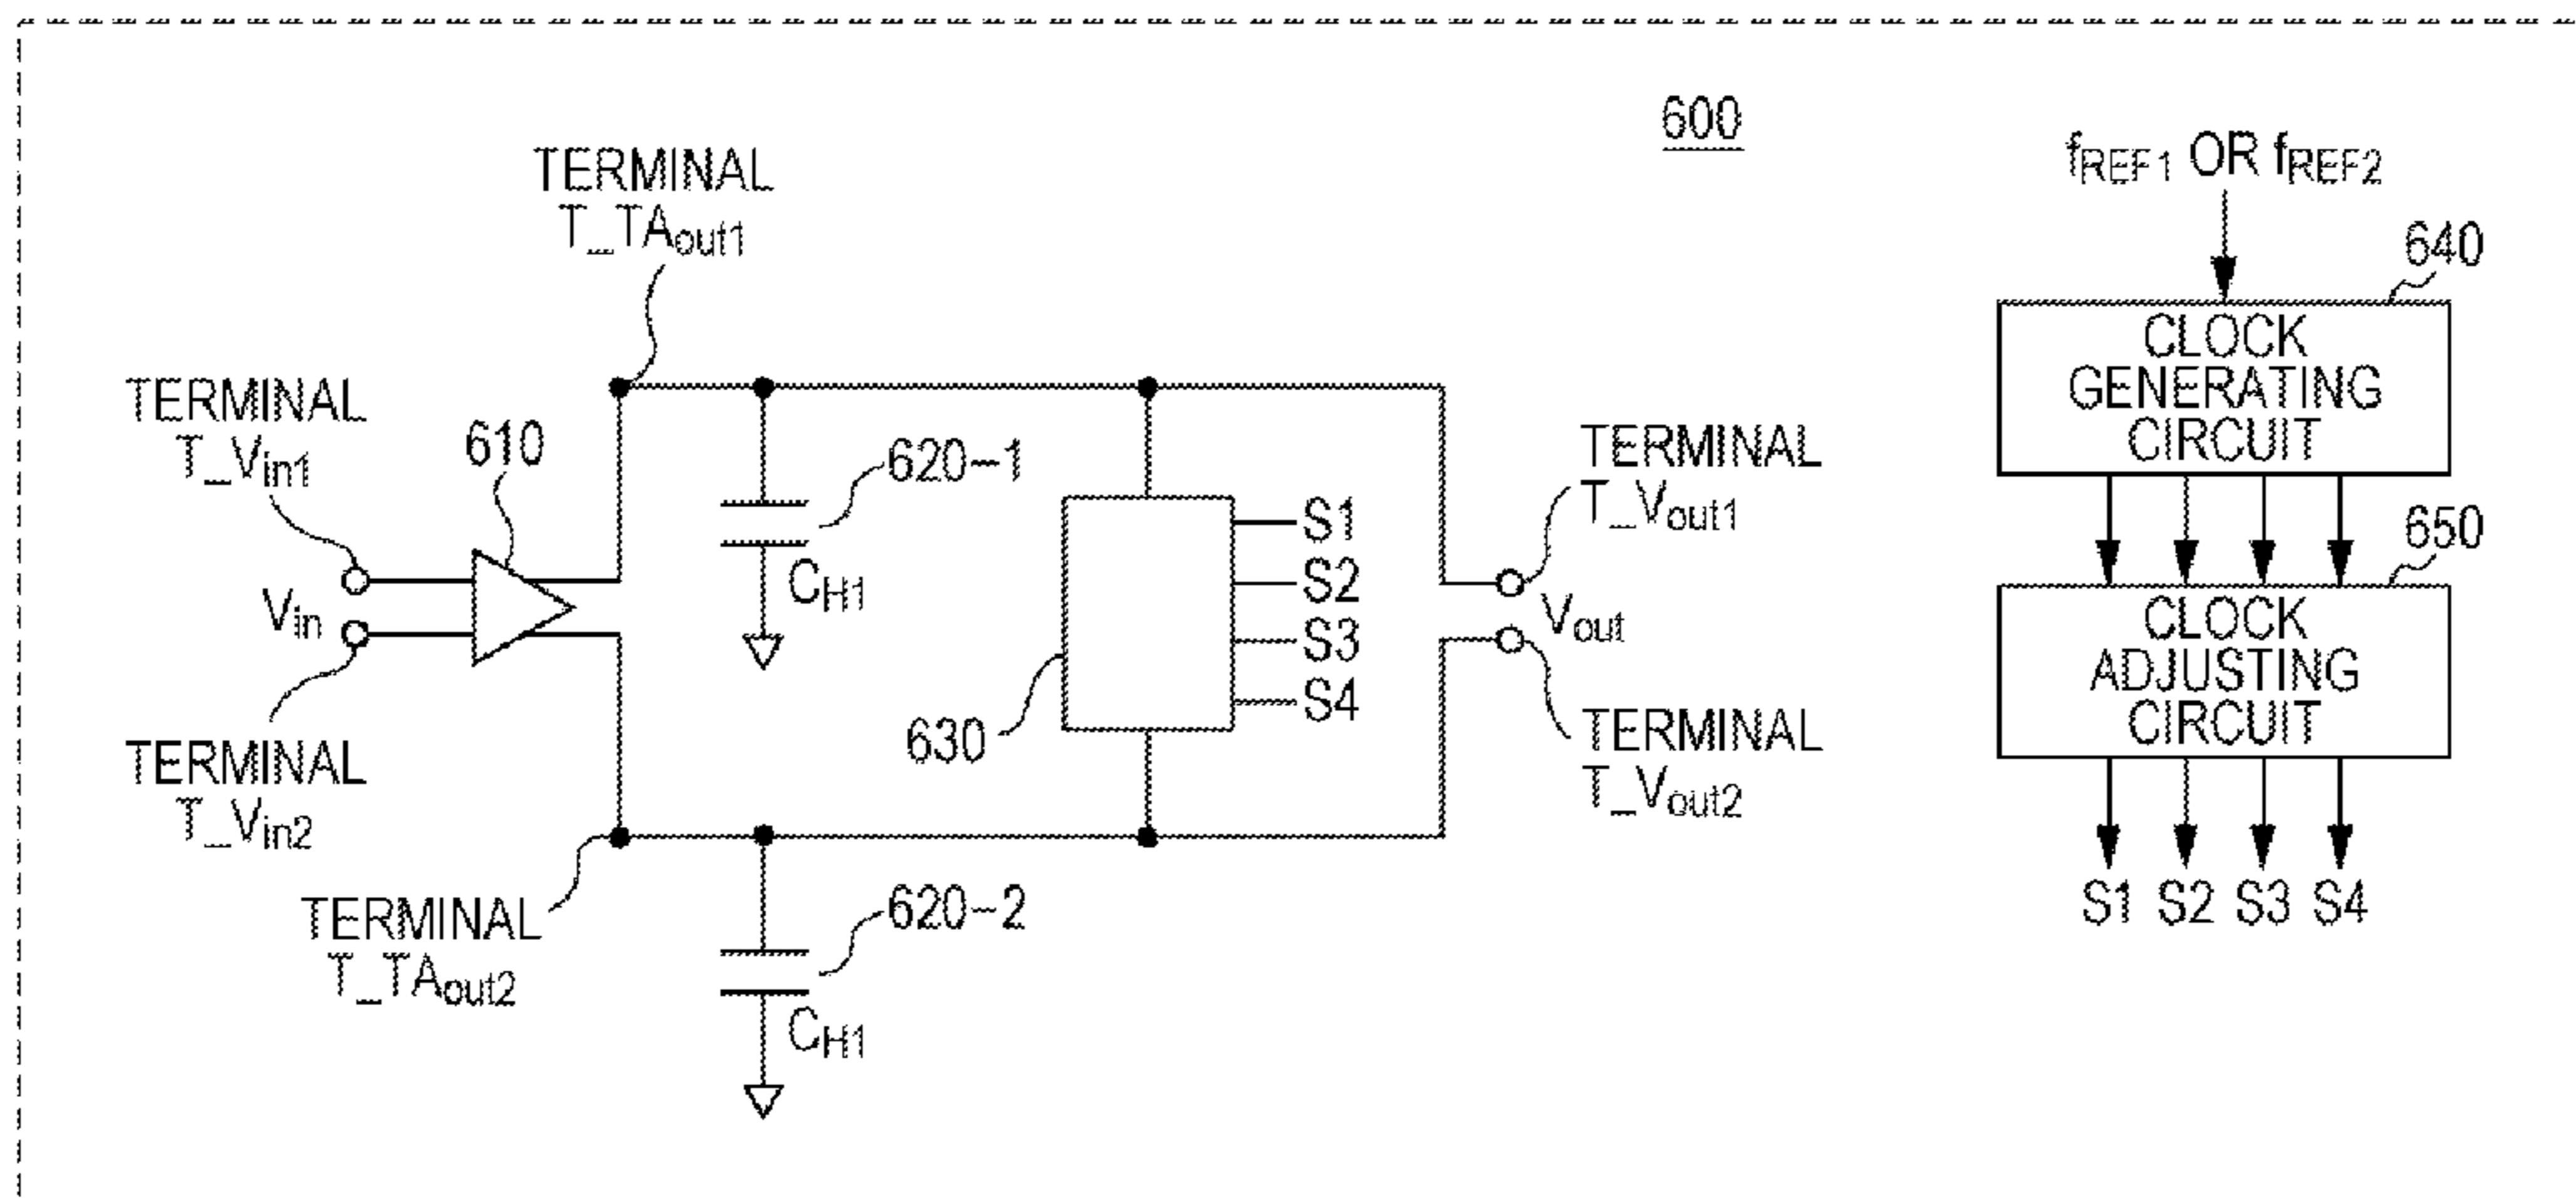 600
TERMINAL
T_TAout1
fREF1 OR fREF2
640
CLOCK
GENERATING
CIRCUIT
TERMINAL
T_Vin1
610
620-1
CH1
S1
S2
S3
S4
630
TERMINAL
T_Vout1
Vin
Vout
650
CLOCK
ADJUSTING
CIRCUIT
TERMINAL
T_Vin2
TERMINAL
T_Vout2
TERMINAL
T_TAout2
620-2
CH1
S1 S2 S3 S4